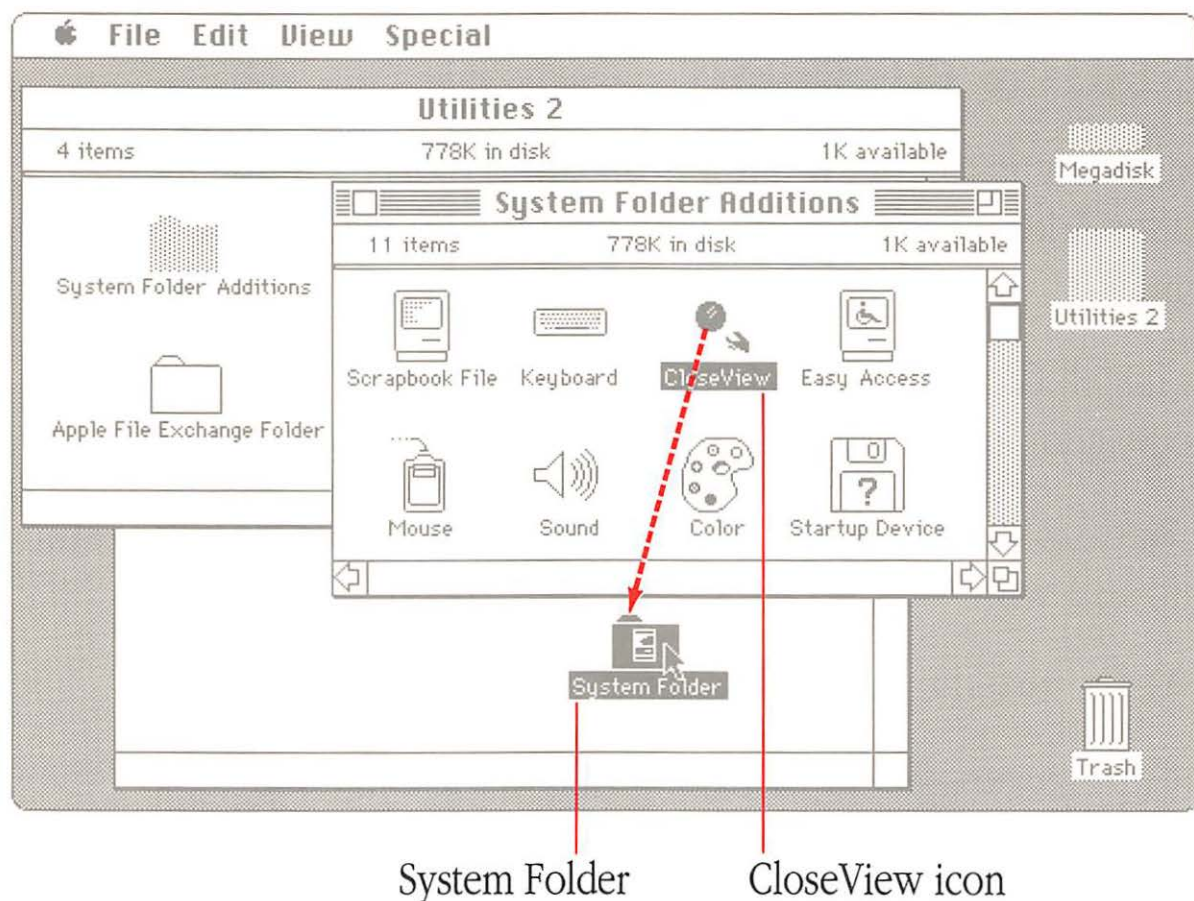 File Edit View Special
Utilities 2
4 items 778K in disk 1K available
System Folder Additions
Apple File Exchange Folder
System Folder Additions
11 items 778K in disk 1K available
Scrapbook File Keyboard CloseView Easy Access
Mouse Sound Color Startup Device
Megadisk
Utilities 2
System Folder
Trash
System Folder CloseView icon